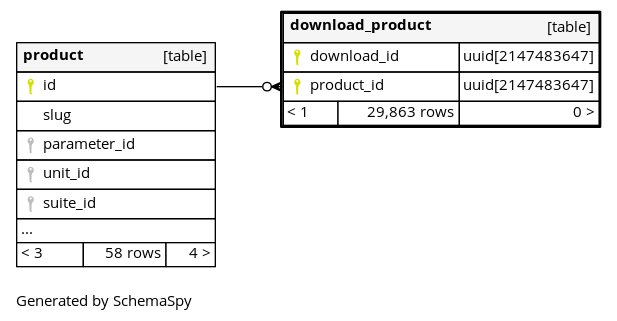 product [table]
id
slug
parameter_id
unit_id
suite_id
...
< 3 58 rows 4 >
download_product [table]
download_id uuid[2147483647]
product_id uuid[2147483647]
< 1 29,863 rows 0 >
Generated by SchemaSpy